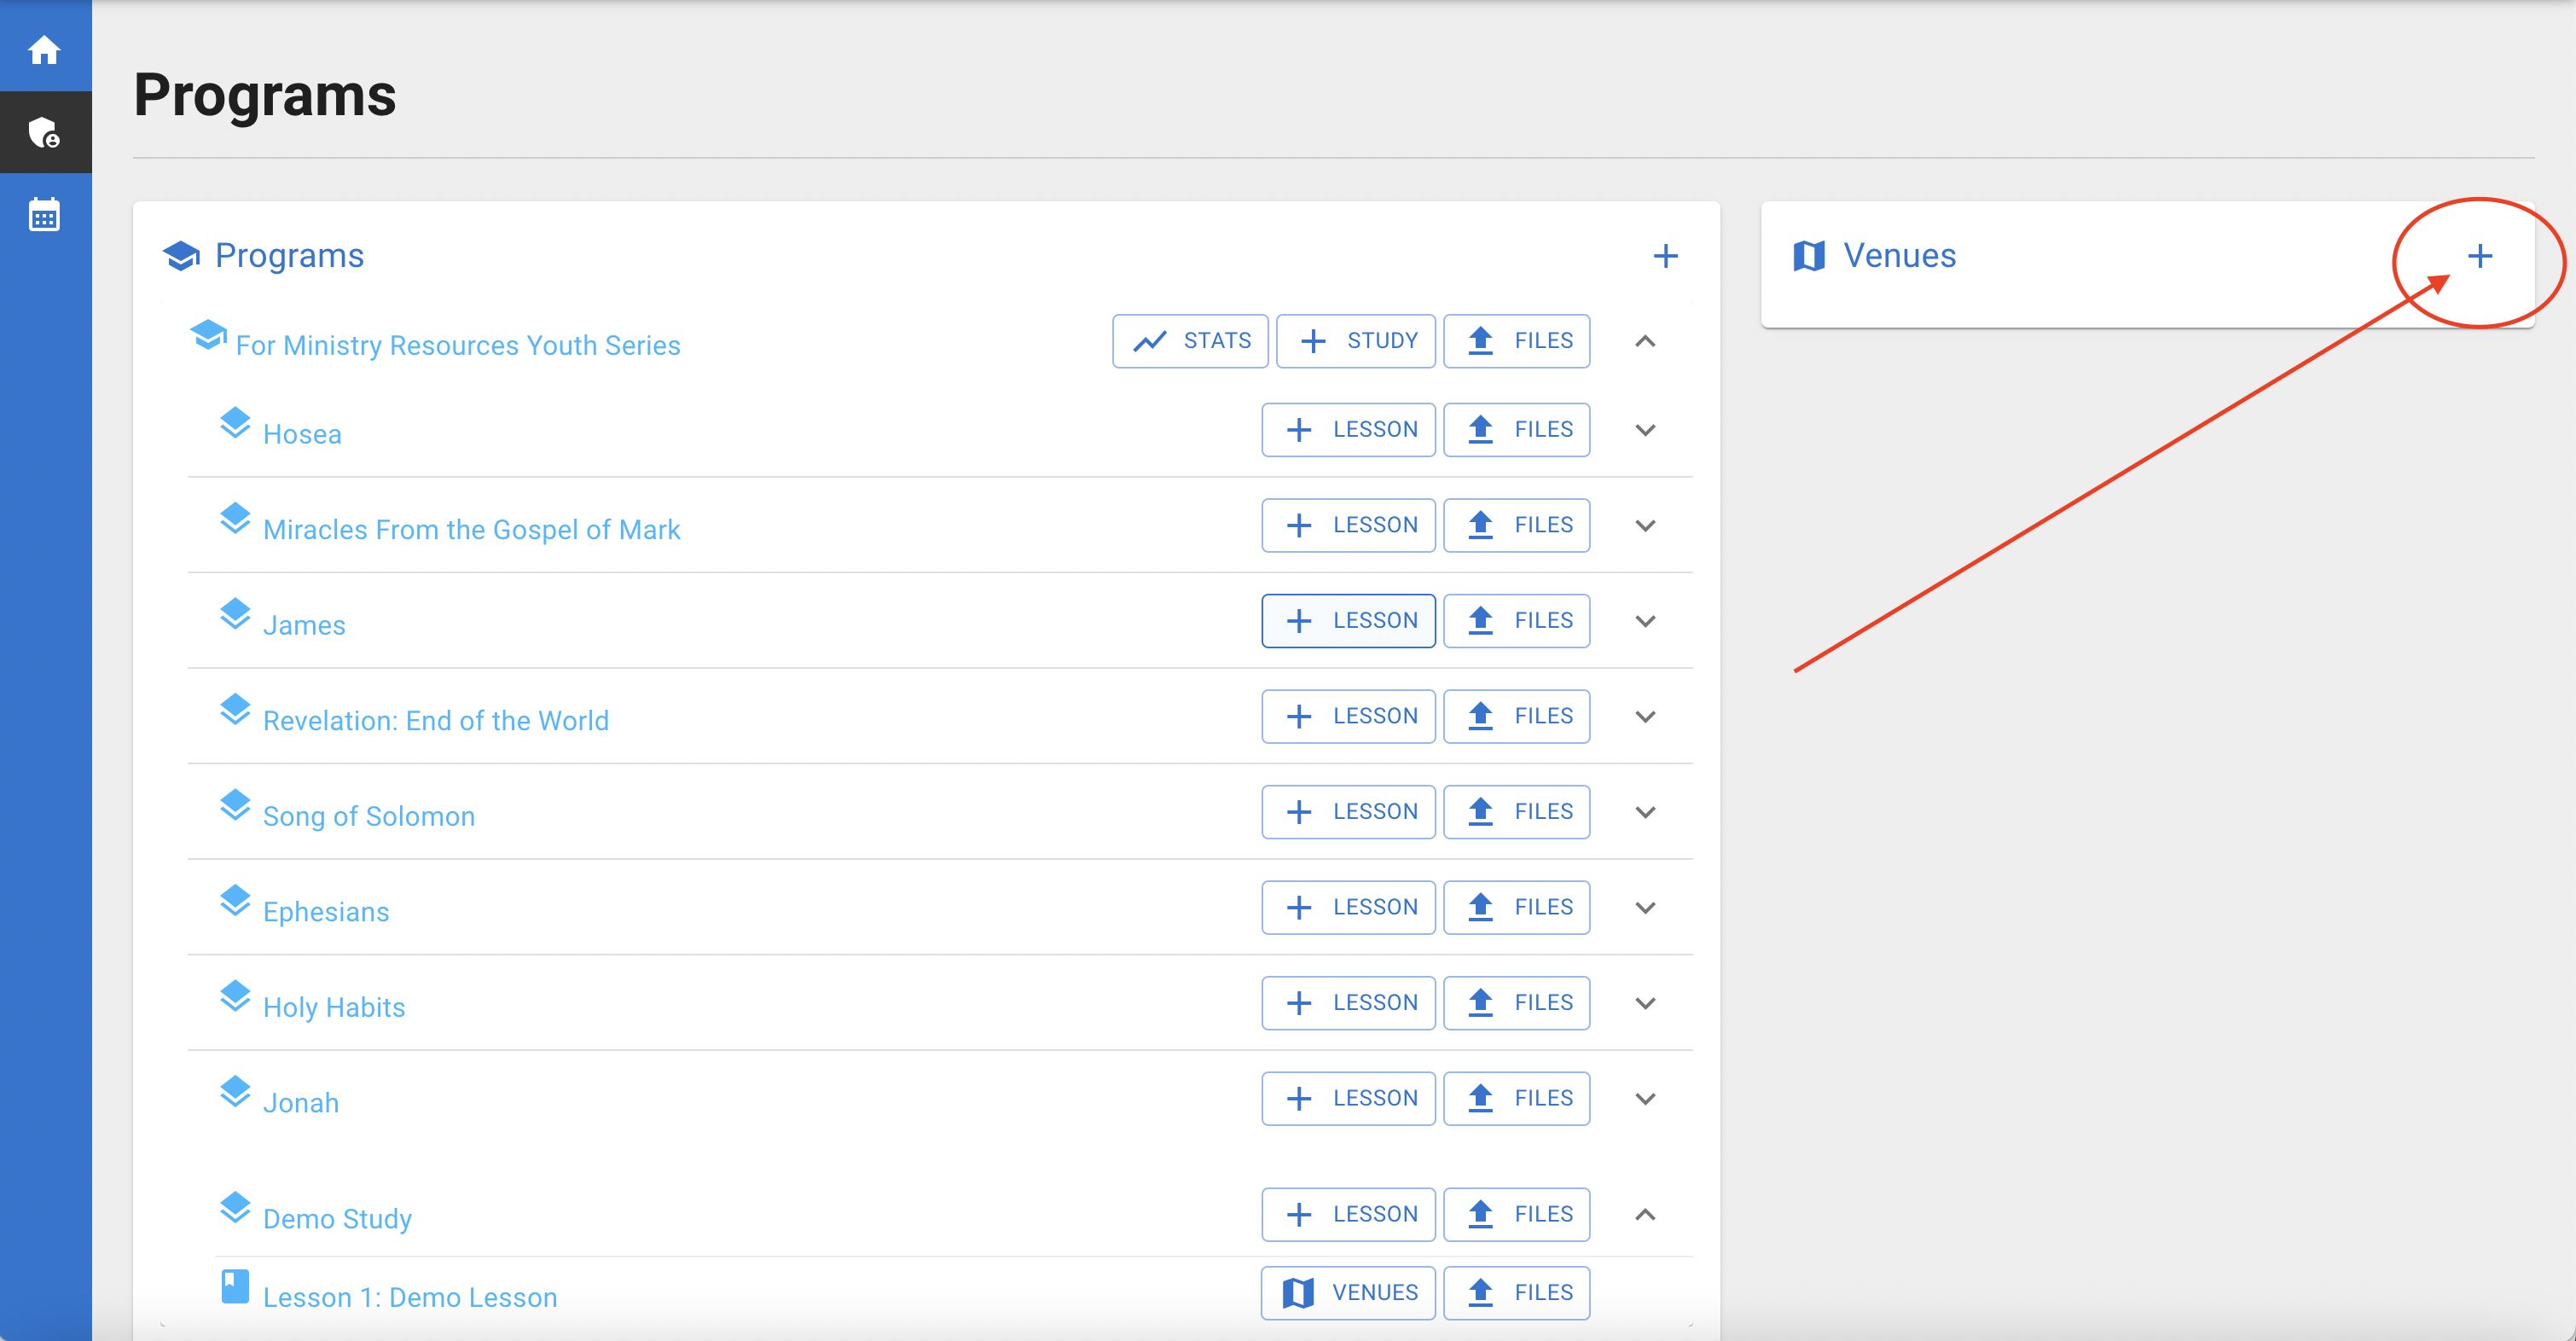 Programs
Programs
Venues
For Ministry Resources Youth Series STATS STUDY FILES
Hosea LESSON FILES
Miracles From the Gospel of Mark LESSON FILES
James LESSON FILES
Revelation: End of the World LESSON FILES
Song of Solomon LESSON FILES
Ephesians LESSON FILES
Holy Habits LESSON FILES
Jonah LESSON FILES
Demo Study LESSON FILES
Lesson 1: Demo Lesson VENUES FILES